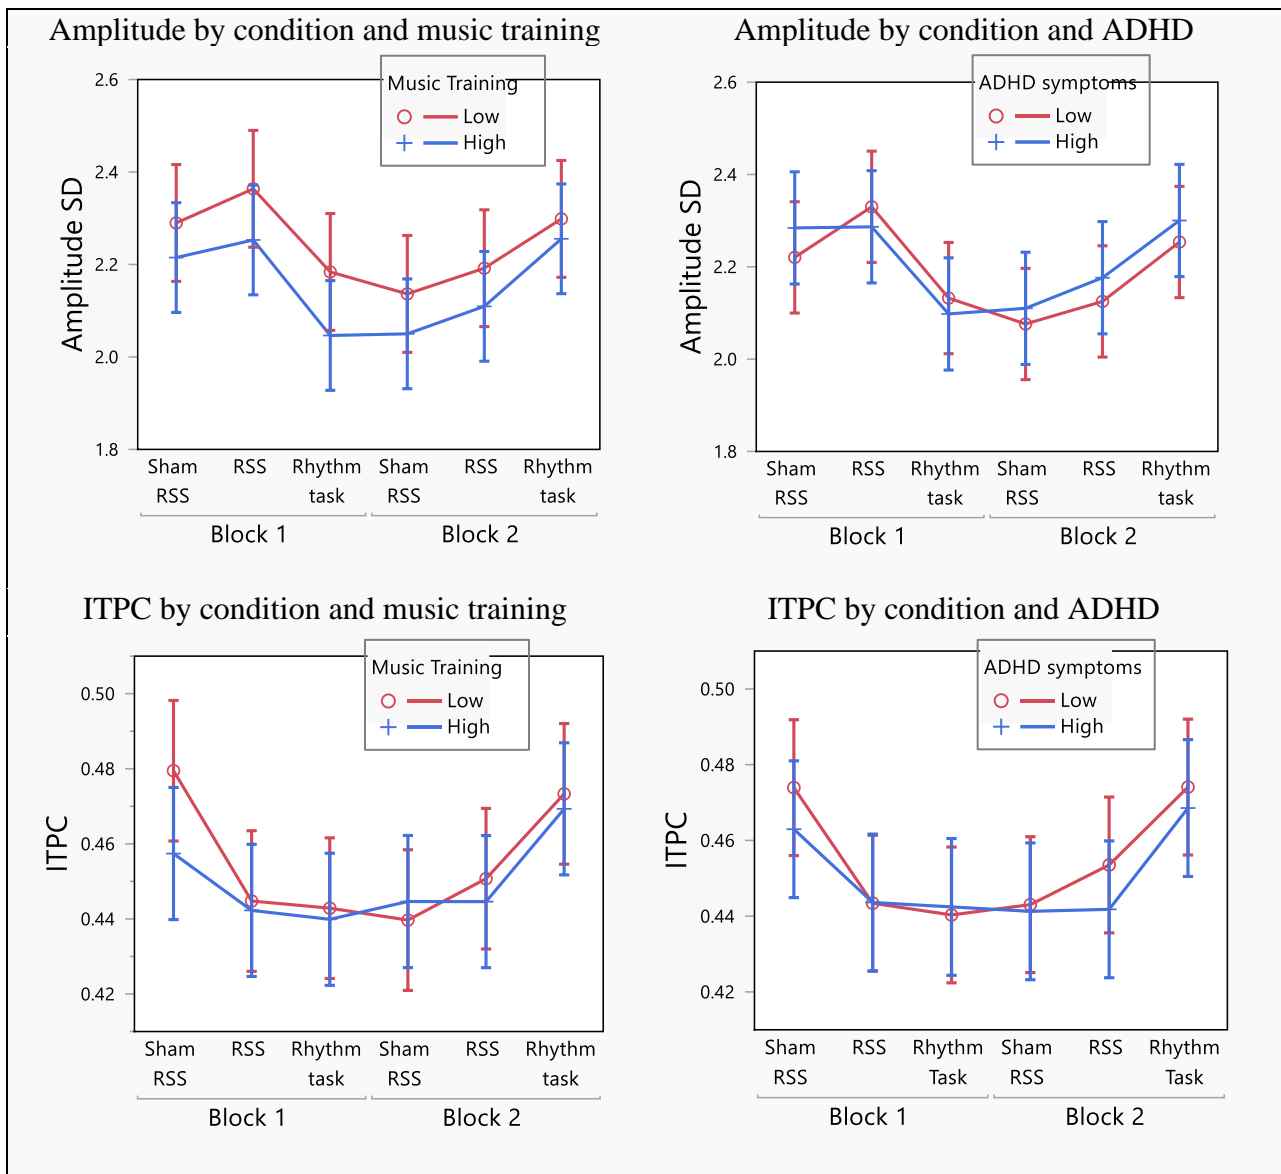 Amplitude by condition and music training
Music Training
Low
High
2.6
2.4
2.2
2.0
1.8
Amplitude SD
Sham RSS Rhythm Sham RSS Rhythm
RSS task RSS task
Block 1 Block 2
Amplitude by condition and ADHD
ADHD symptoms
Low
High
2.6
2.4
2.2
2.0
1.8
Amplitude SD
Sham RSS Rhythm Sham RSS Rhythm
RSS task RSS task
Block 1 Block 2
ITPC by condition and music training
Music Training
Low
High
0.50
0.48
0.46
0.44
0.42
ITPC
Sham RSS Rhythm Sham RSS Rhythm
RSS task RSS task
Block 1 Block 2
ITPC by condition and ADHD
ADHD symptoms
Low
High
0.50
0.48
0.46
0.44
0.42
ITPC
Sham RSS Rhythm Sham RSS Rhythm
RSS Task RSS Task
Block 1 Block 2